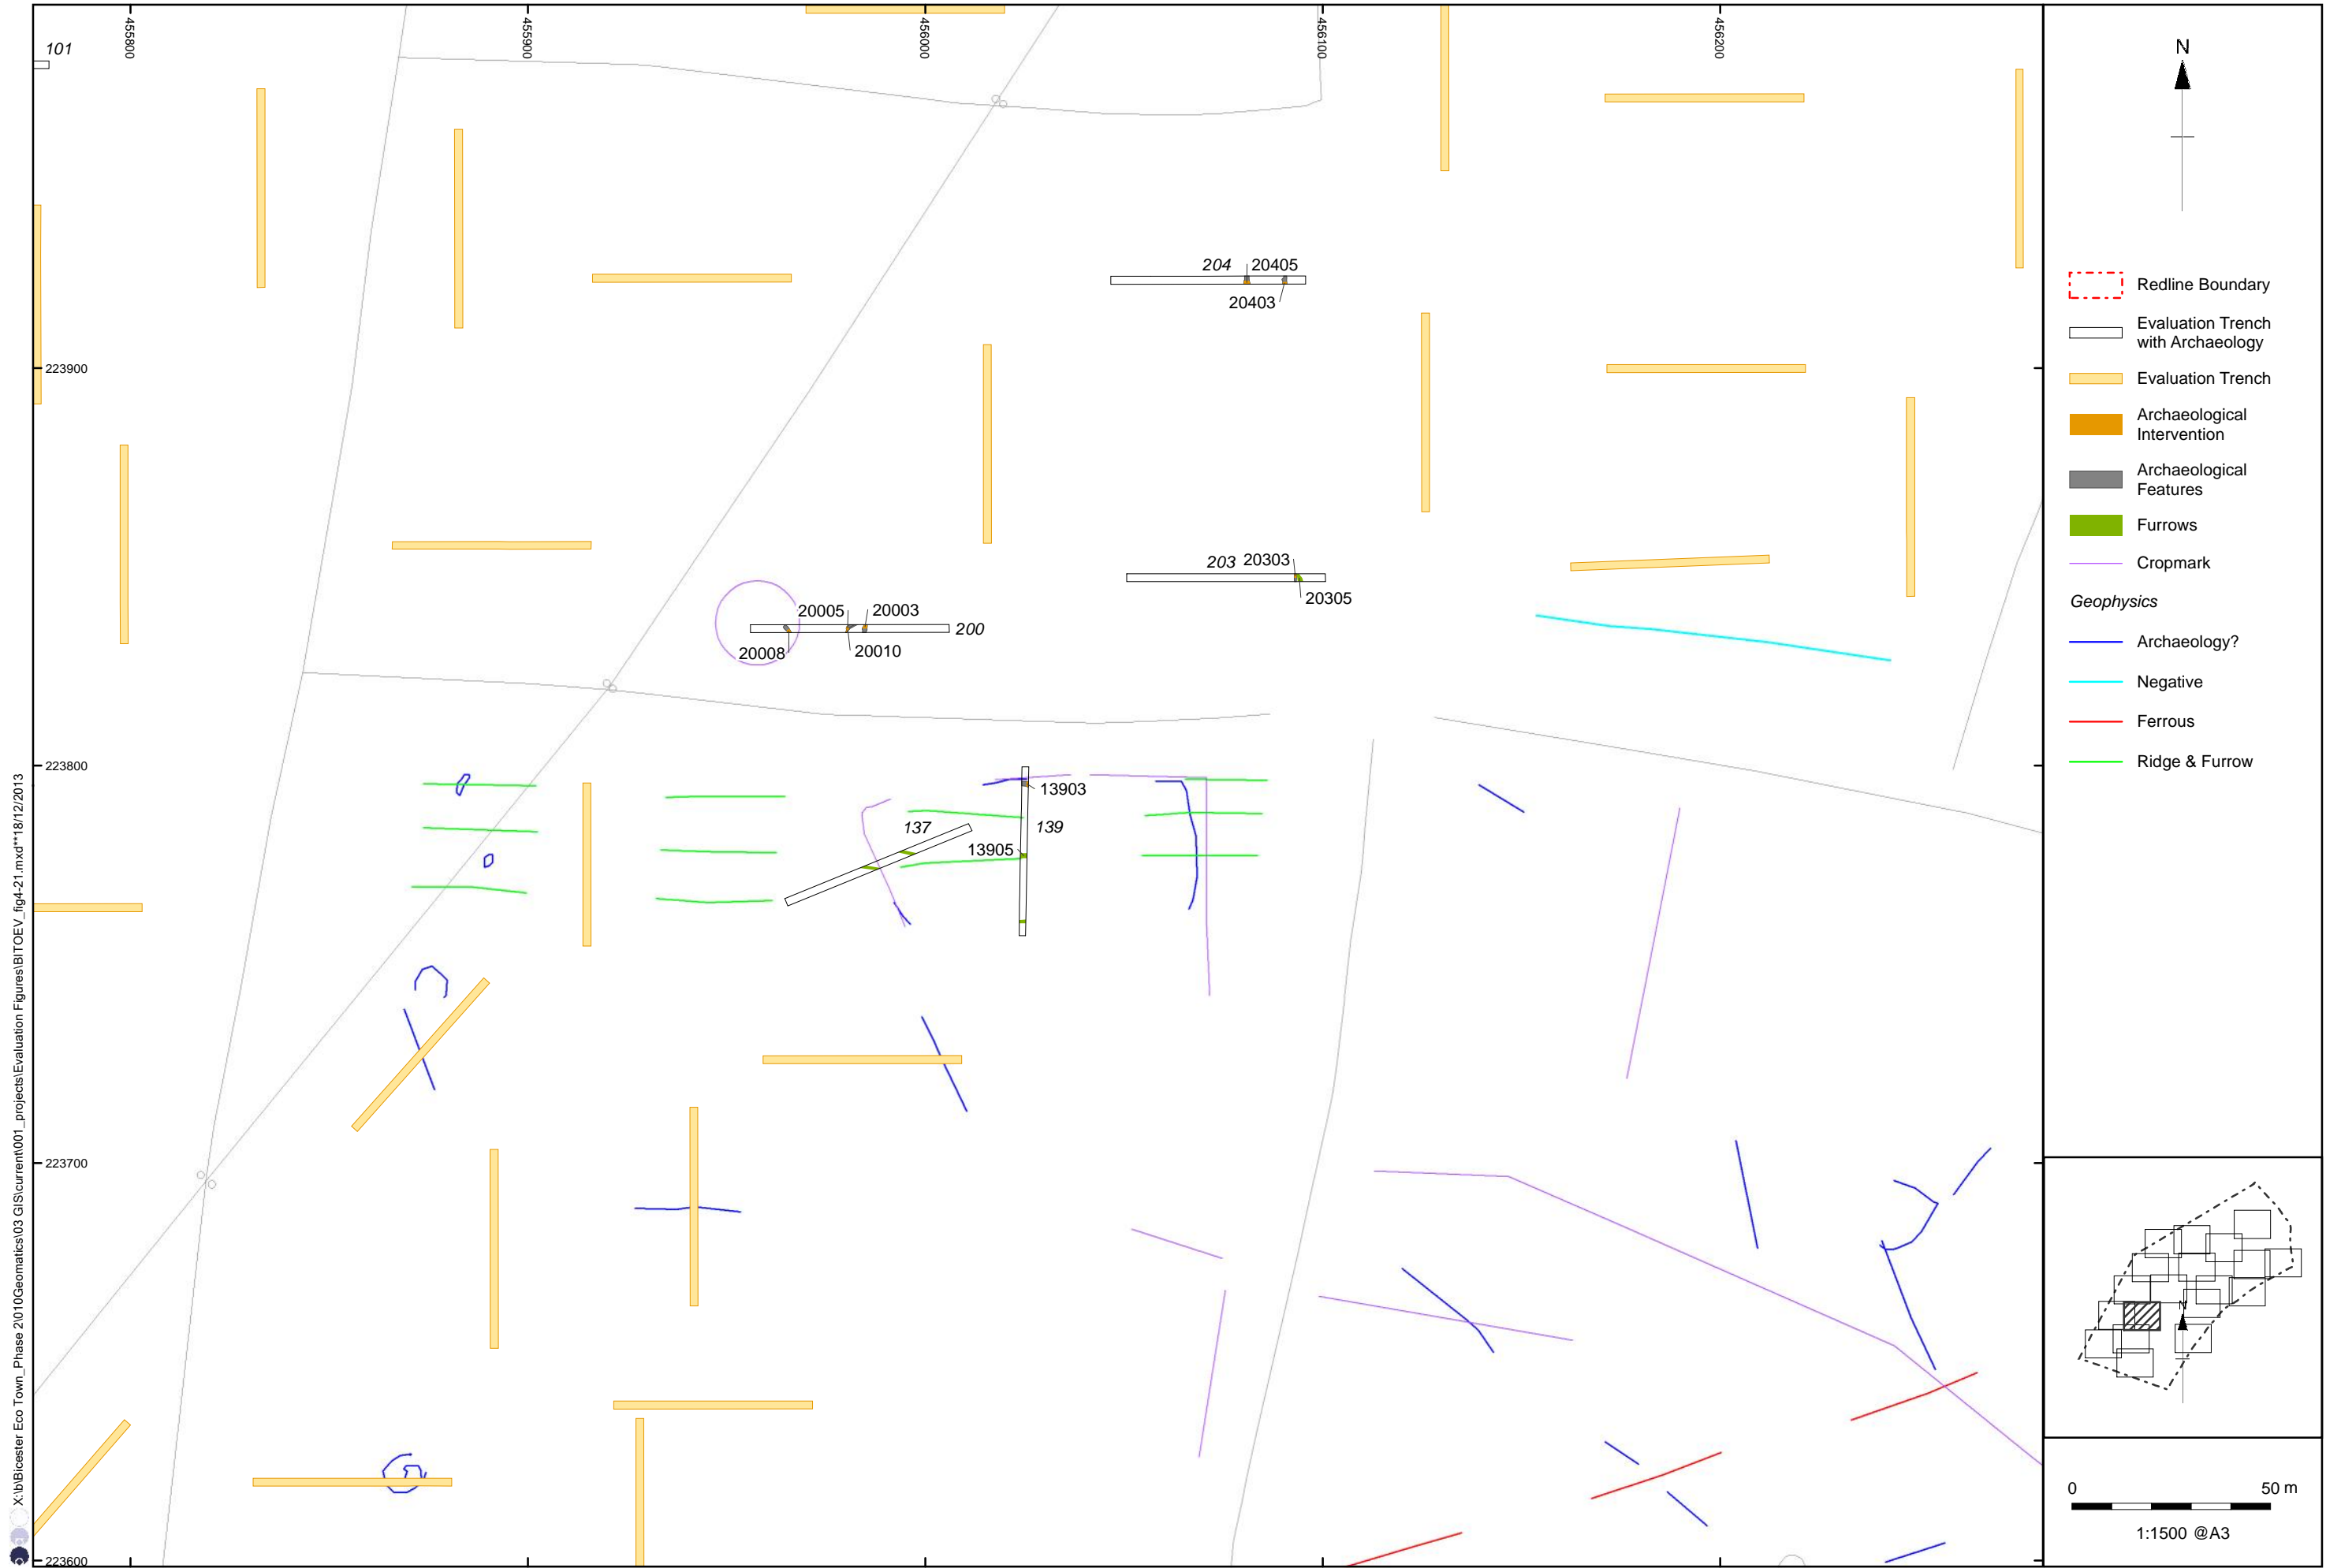 455800
455900
456000
456100
456200
101
204
20405
20403
223900
203
20303
20305
20005
20003
200
20008
20010
223800
13903
137
139
13905
223700
223600
X:\b\Bicester Eco Town_Phase 2\010Geomatics\03 GIS\current\001_projects\Evaluation Figures\BITOEV_fig4-21.mxd**18/12/2013
N
Redline Boundary
Evaluation Trench
with Archaeology
Evaluation Trench
Archaeological
Intervention
Archaeological
Features
Furrows
Cropmark
Geophysics
Archaeology?
Negative
Ferrous
Ridge & Furrow
N
0 50 m
1:1500 @A3